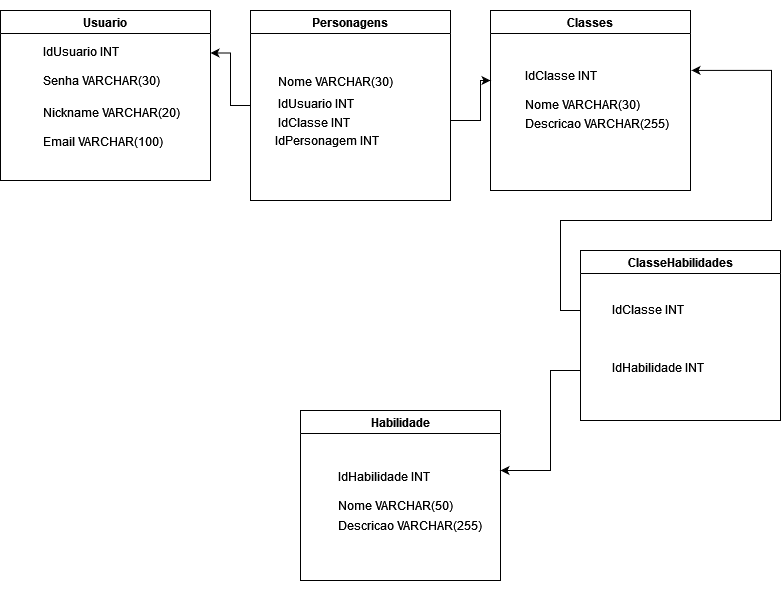 Usuario
IdUsuario INT
Senha VARCHAR(30)
Nickname VARCHAR(20)
Email VARCHAR(100)
Personagens
Nome VARCHAR(30)
IdUsuario INT
IdClasse INT
IdPersonagem INT
Classes
IdClasse INT
Nome VARCHAR(30)
Descricao VARCHAR(255)
ClasseHabilidades
IdClasse INT
IdHabilidade INT
Habilidade
IdHabilidade INT
Nome VARCHAR(50)
Descricao VARCHAR(255)